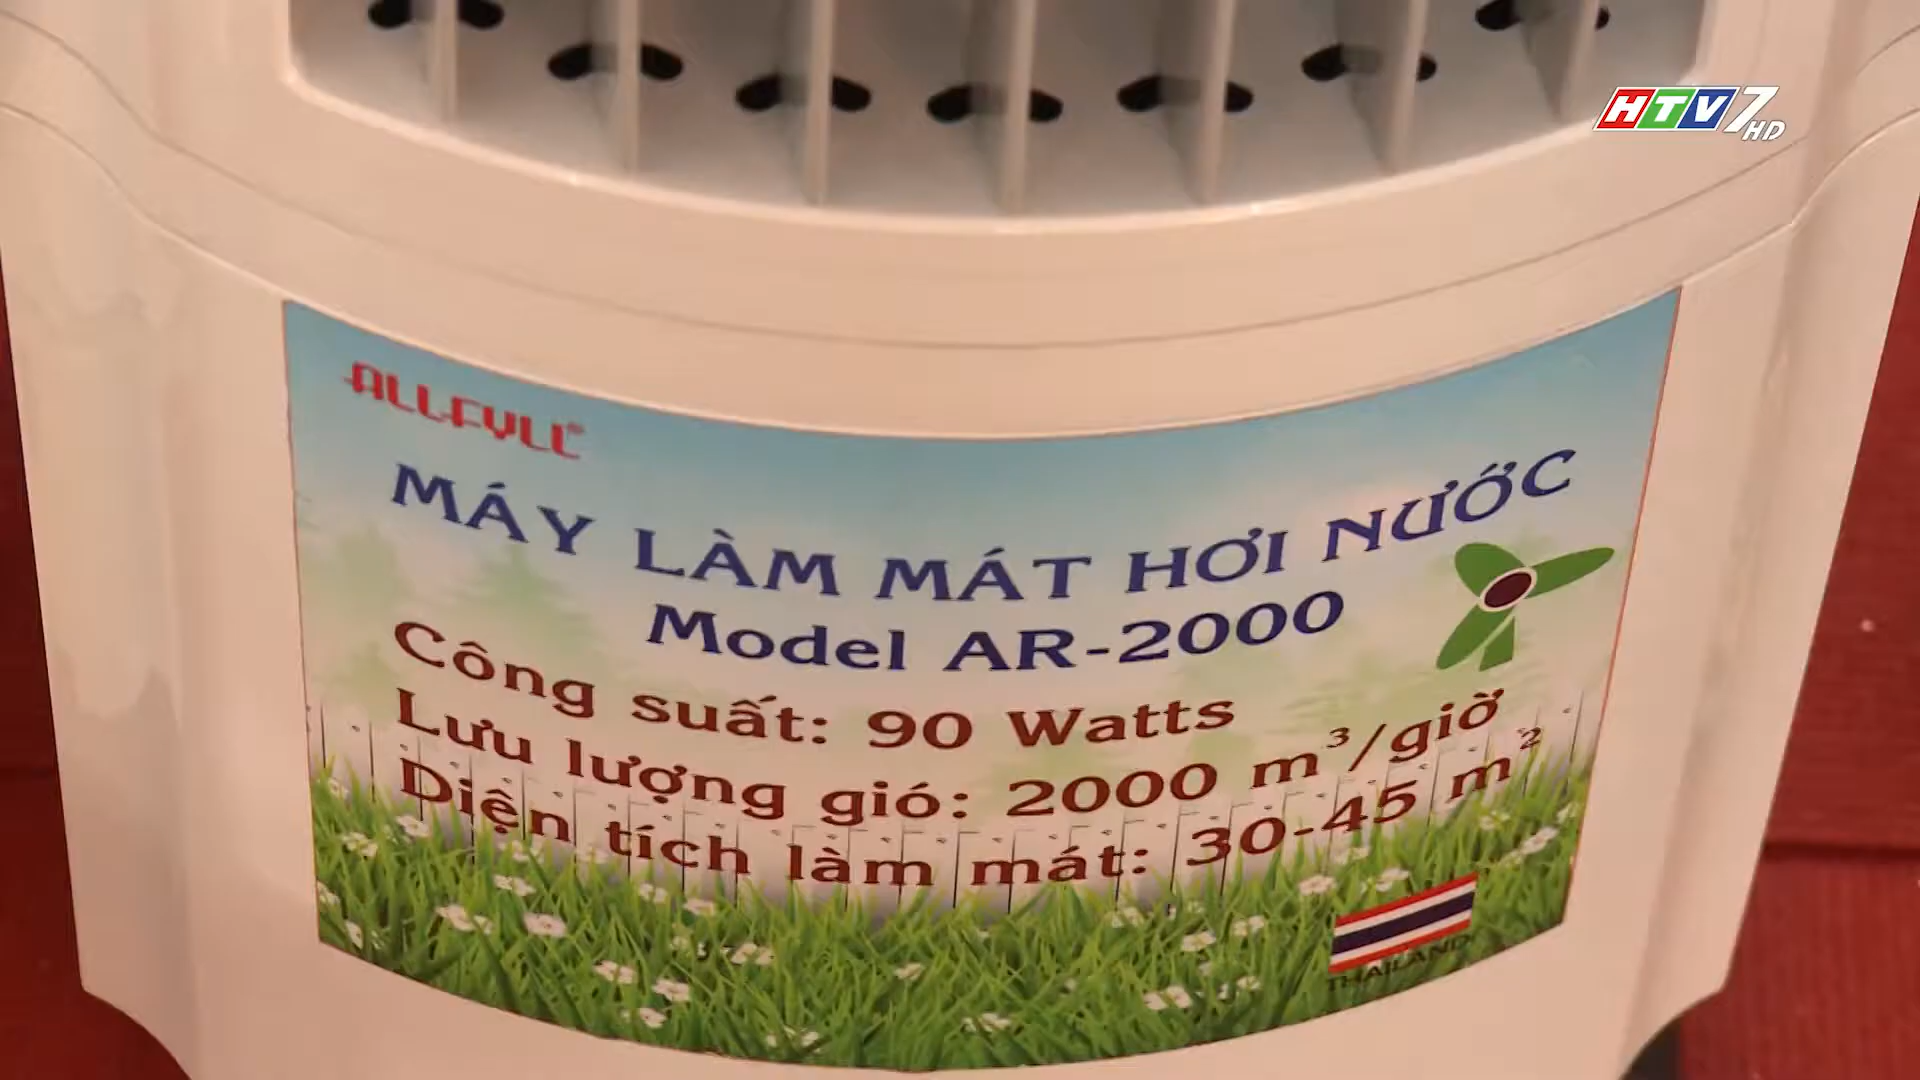 HTV7
HD
ALLFYLL®
MÁY LÀM MÁT HƠI NƯỚC
Model AR-2000
Công suất: 90 Watts
Lưu lượng gió: 2000 m³/giờ
Diện tích làm mát: 30-45 m²
THAILAND